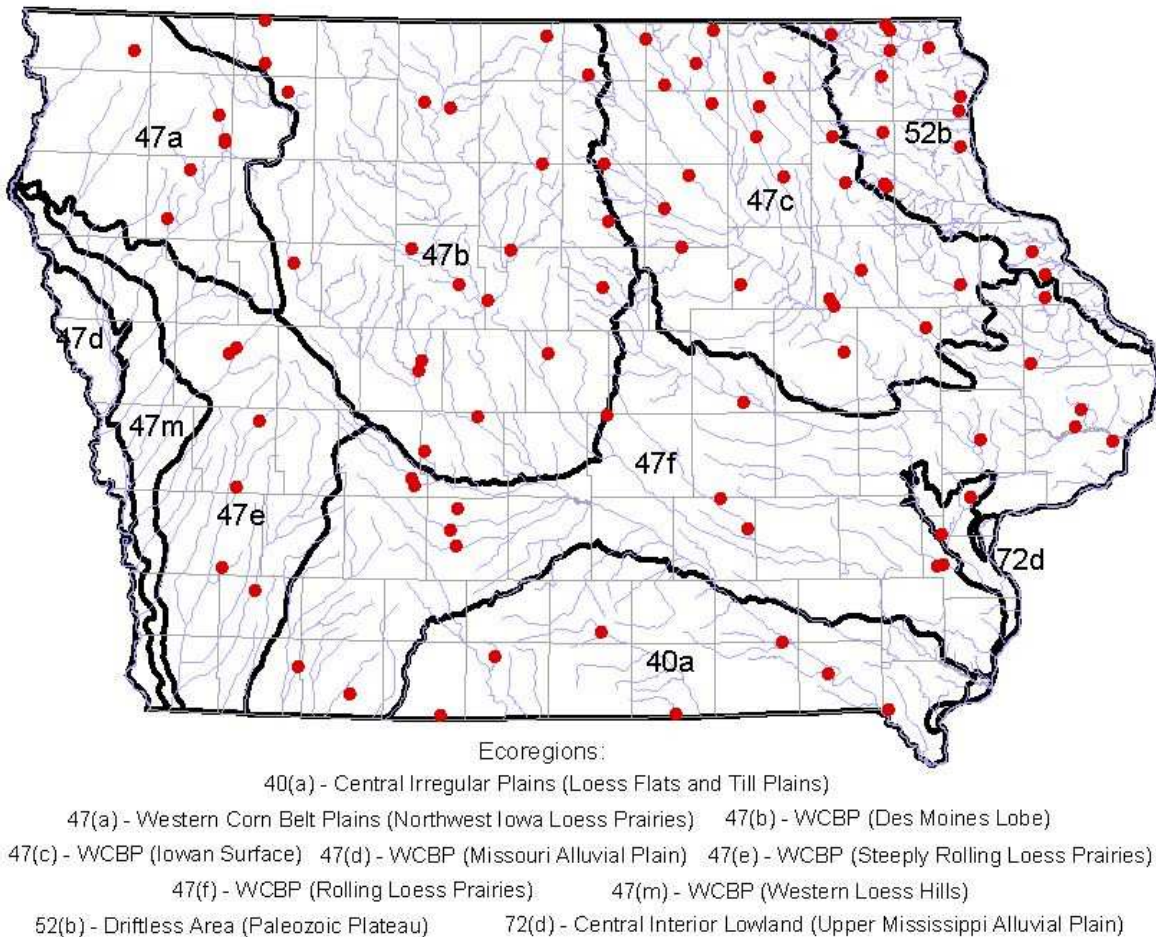 47a
52b
47c
47b
47d
47m
47f
47e
72d
40a
Ecoregions:
40(a) - Central Irregular Plains (Loess Flats and Till Plains)
47(a) - Western Corn Belt Plains (Northwest Iowa Loess Prairies) 47(b) - WCBP (Des Moines Lobe)
47(c) - WCBP (Iowan Surface) 47(d) - WCBP (Missouri Alluvial Plain) 47(e) - WCBP (Steeply Rolling Loess Prairies)
47(f) - WCBP (Rolling Loess Prairies) 47(m) - WCBP (Western Loess Hills)
52(b) - Driftless Area (Paleozoic Plateau) 72(d) - Central Interior Lowland (Upper Mississippi Alluvial Plain)